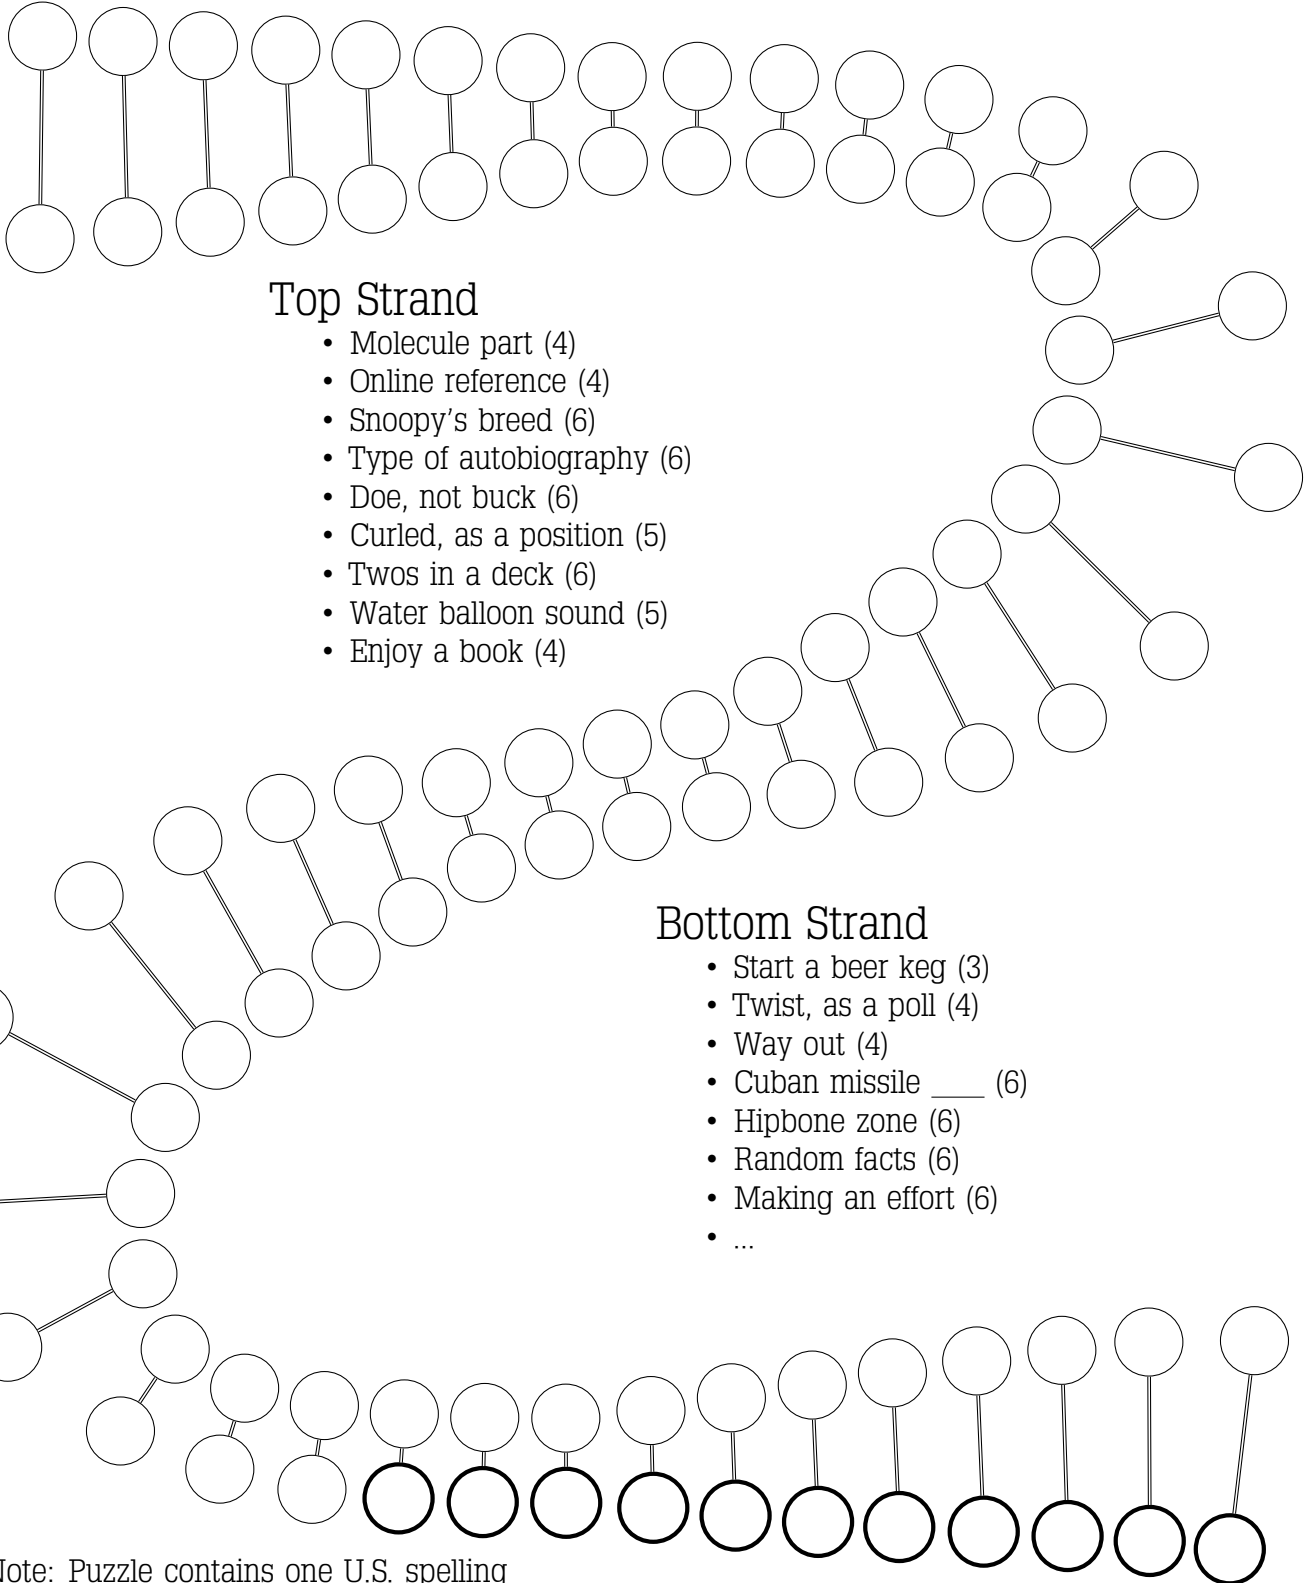 Top Strand
• Molecule part (4)
• Online reference (4)
• Snoopy's breed (6)
• Type of autobiography (6)
• Doe, not buck (6)
• Curled, as a position (5)
• Twos in a deck (6)
• Water balloon sound (5)
• Enjoy a book (4)
Bottom Strand
• Start a beer keg (3)
• Twist, as a poll (4)
• Way out (4)
• Cuban missile ____ (6)
• Hipbone zone (6)
• Random facts (6)
• Making an effort (6)
• ...
Note: Puzzle contains one U.S. spelling